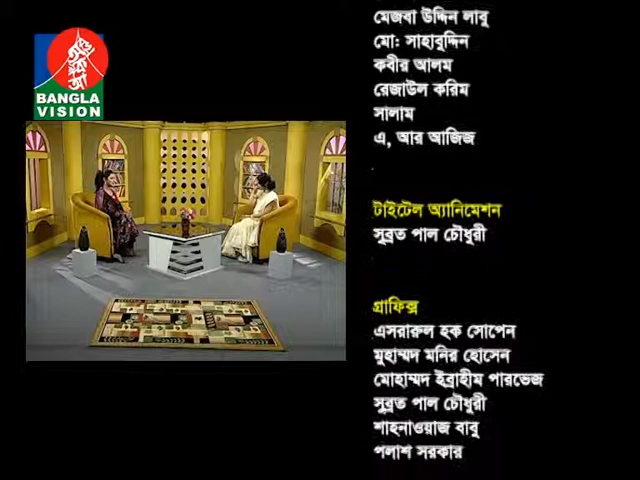 BANGLA
VISION
মেজবা উদ্দিন লাবু
মো: সাহাবুদ্দিন
কবীর আলম
রেজাউল করিম
সালাম
এ, আর আজিজ
টাইটেল অ্যানিমেশন
সুব্রত পাল চৌধুরী
গ্রাফিক্স
এসরারুল হক সোপেন
মুহাম্মদ মনির হোসেন
মোহাম্মদ ইব্রাহীম পারভেজ
সুব্রত পাল চৌধুরী
শাহনাওয়াজ বাবু
পলাশ সরকার